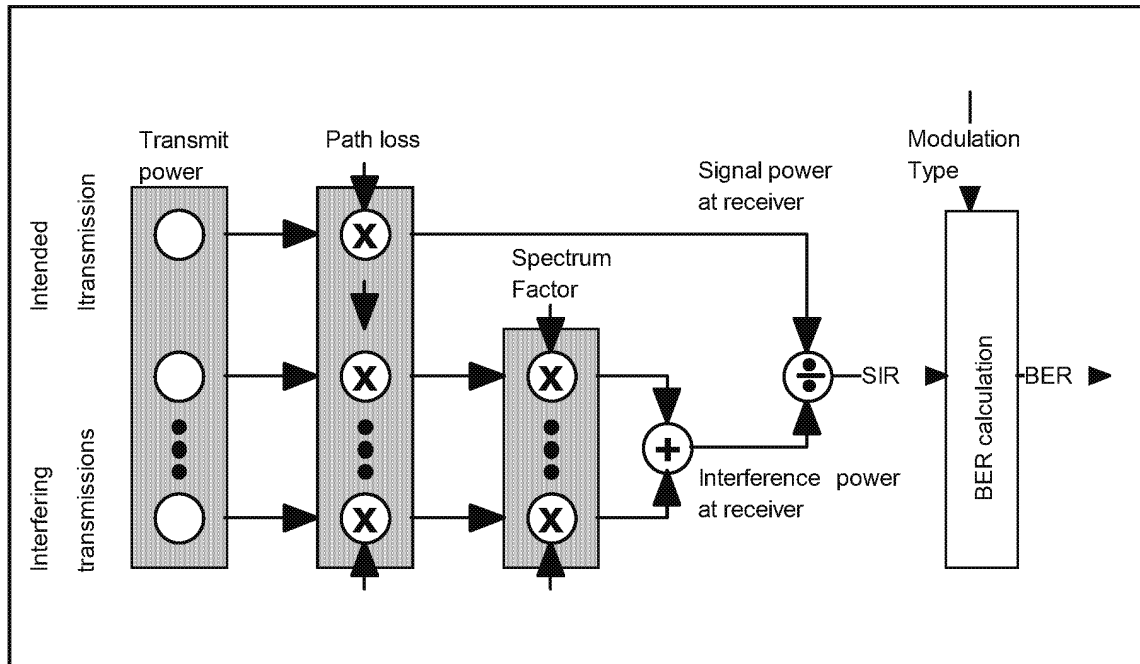 Transmit
power
Path loss
Modulation
Type
Signal power
at receiver
Intended
ltransmission
X
Spectrum
Factor
X
X
÷
SIR
BER calculation
BER
+
Interfering
transmissions
Interference power
at receiver
X
X